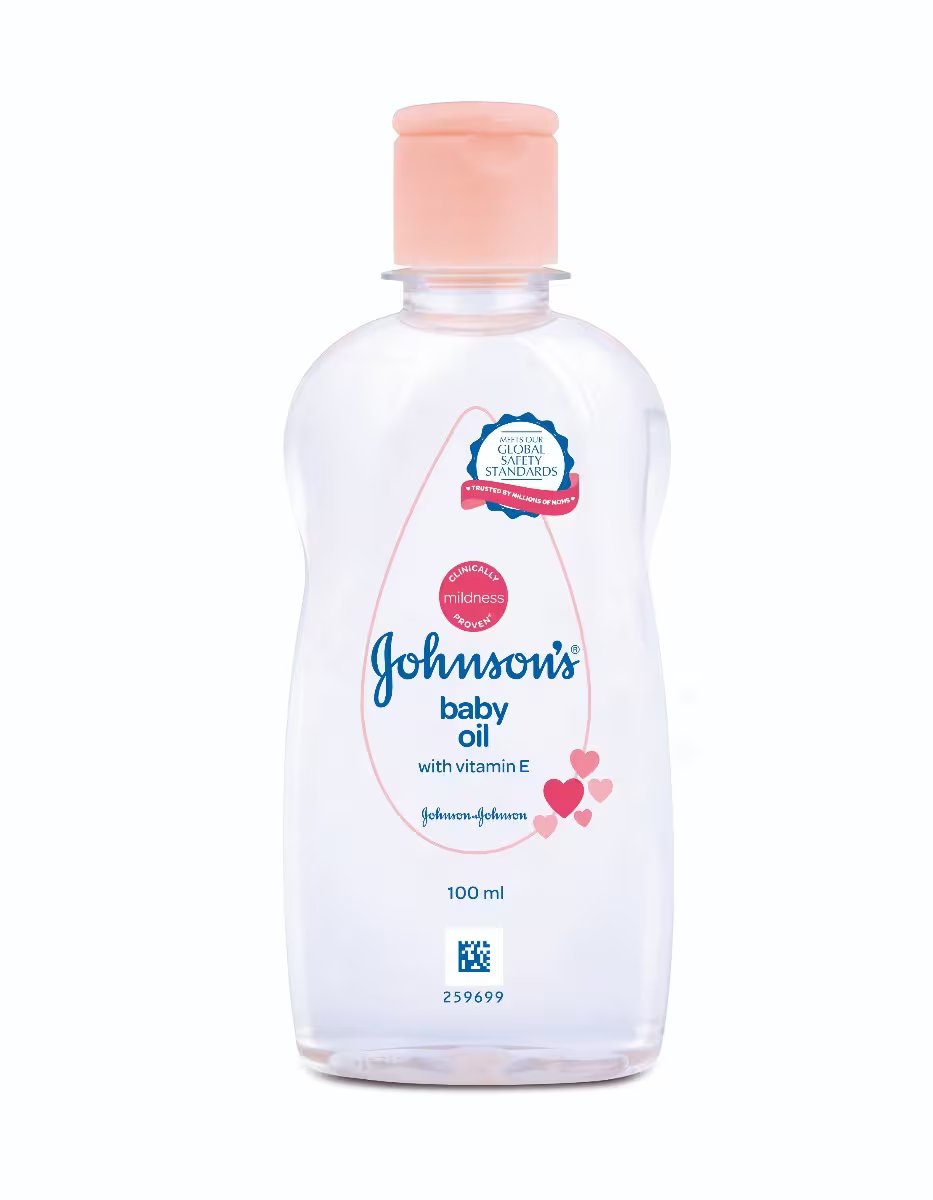 MEETS OUR
GLOBAL
SAFETY
STANDARDS
TRUSTED BY MILLIONS OF MOMS
CLINICALLY
mildness
PROVEN*
Johnson's®
baby
oil
with vitamin E
Johnson+Johnson
100 ml
259699